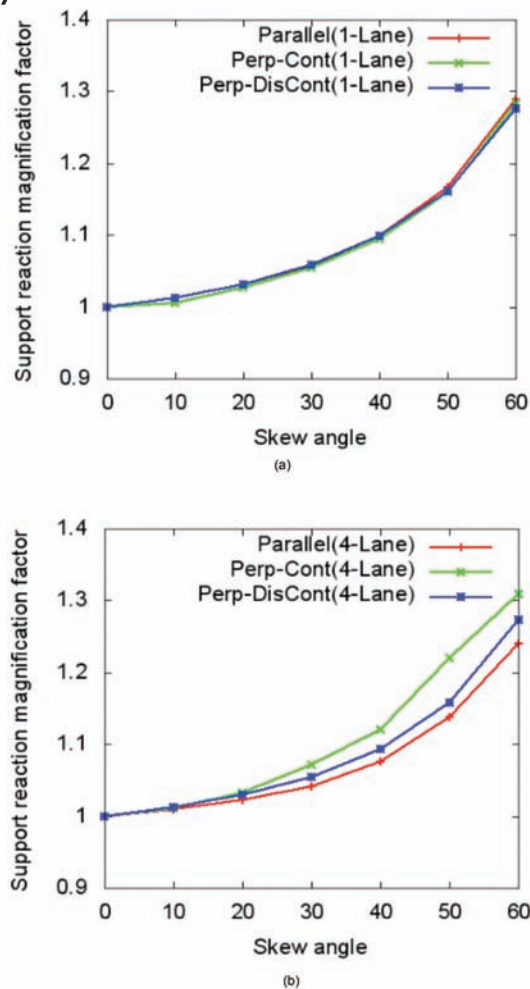 )
Support reaction magnification factor
1.4
1.3
1.2
1.1
1
0.9
Parallel(1-Lane)
Perp-Cont(1-Lane)
Perp-DisCont(1-Lane)
0 10 20 30 40 50 60
Skew angle
(a)
Support reaction magnification factor
1.4
1.3
1.2
1.1
1
0.9
Parallel(4-Lane)
Perp-Cont(4-Lane)
Perp-DisCont(4-Lane)
0 10 20 30 40 50 60
Skew angle
(b)